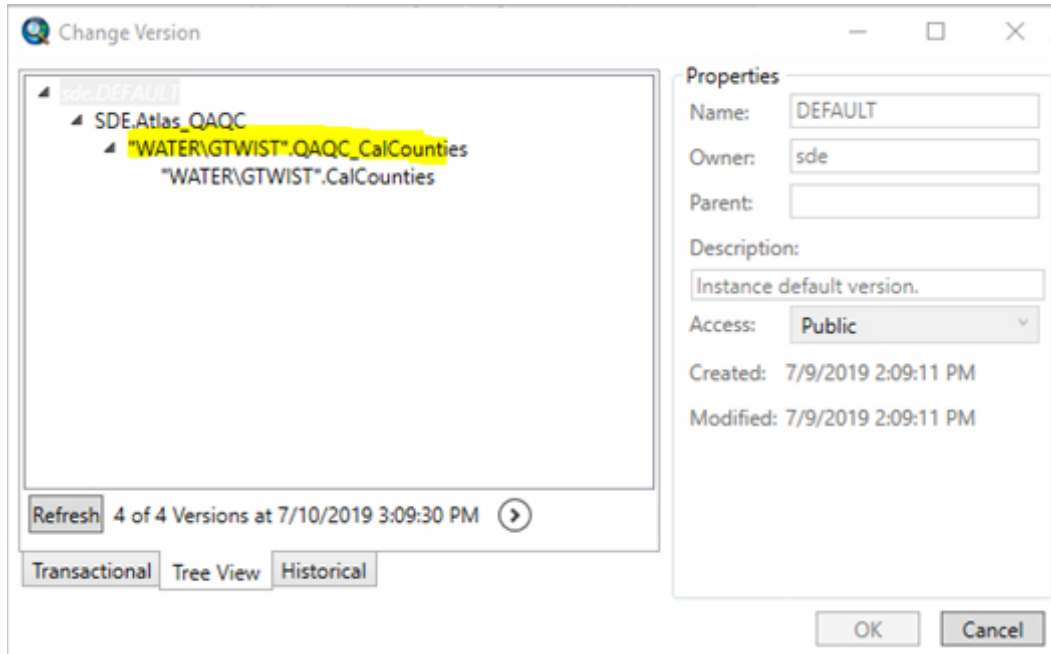 Change Version
sde.DEFAULT
SDE.Atlas_QAQC
"WATER\GTWIST".QAQC_CalCounties
"WATER\GTWIST".CalCounties
Refresh 4 of 4 Versions at 7/10/2019 3:09:30 PM
Transactional Tree View Historical
Properties
Name: DEFAULT
Owner: sde
Parent:
Description:
Instance default version.
Access: Public
Created: 7/9/2019 2:09:11 PM
Modified: 7/9/2019 2:09:11 PM
OK Cancel